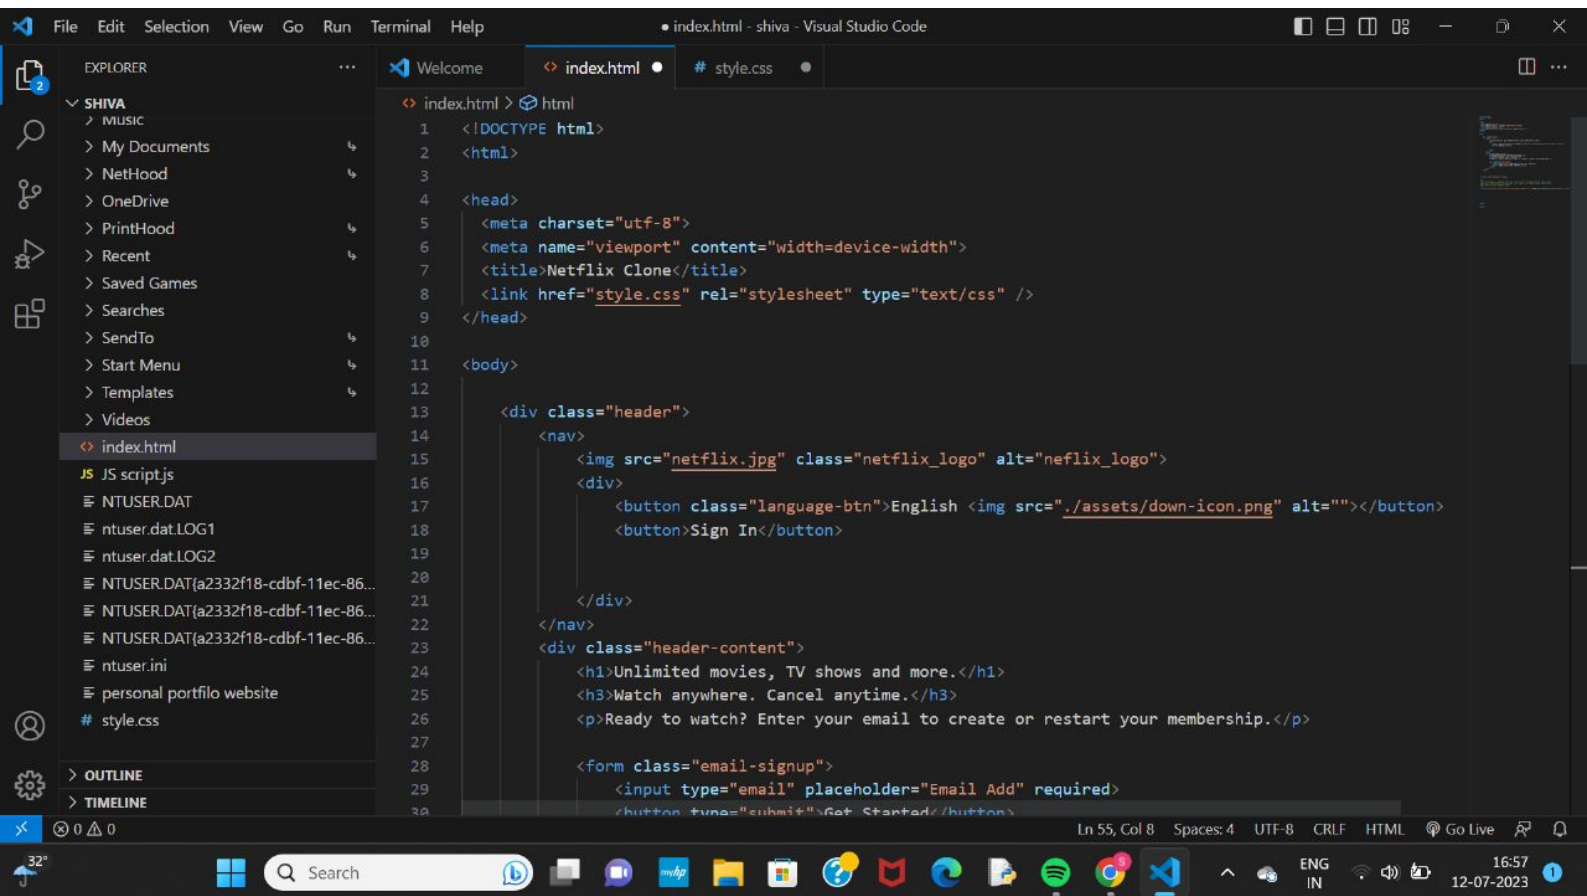 File Edit Selection View Go Run Terminal Help
● index.html - shiva - Visual Studio Code
EXPLORER
Welcome
<> index.html ●
# style.css ●
2
SHIVA
Music
My Documents
NetHood
OneDrive
PrintHood
Recent
Saved Games
Searches
SendTo
Start Menu
Templates
Videos
<> index.html
JS JS script.js
NTUSER.DAT
ntuser.dat.LOG1
ntuser.dat.LOG2
NTUSER.DAT{a2332f18-cdbf-11ec-86...
NTUSER.DAT{a2332f18-cdbf-11ec-86...
NTUSER.DAT{a2332f18-cdbf-11ec-86...
ntuser.ini
personal portfilo website
# style.css
OUTLINE
TIMELINE
<> index.html > html
1 <!DOCTYPE html>
2 <html>
3
4 <head>
5 <meta charset="utf-8">
6 <meta name="viewport" content="width=device-width">
7 <title>Netflix Clone</title>
8 <link href="style.css" rel="stylesheet" type="text/css" />
9 </head>
10
11 <body>
12
13 <div class="header">
14 <nav>
15 <img src="netflix.jpg" class="netflix_logo" alt="neflix_logo">
16 <div>
17 <button class="language-btn">English <img src="./assets/down-icon.png" alt=""></button>
18 <button>Sign In</button>
19
20
21 </div>
22 </nav>
23 <div class="header-content">
24 <h1>Unlimited movies, TV shows and more.</h1>
25 <h3>Watch anywhere. Cancel anytime.</h3>
26 <p>Ready to watch? Enter your email to create or restart your membership.</p>
27
28 <form class="email-signup">
29 <input type="email" placeholder="Email Add" required>
30 <button type="submit">Get Started</button>
0 0
Ln 55, Col 8 Spaces: 4 UTF-8 CRLF HTML Go Live
32°
Search
myhp
S
ENG
IN
16:57
12-07-2023
1